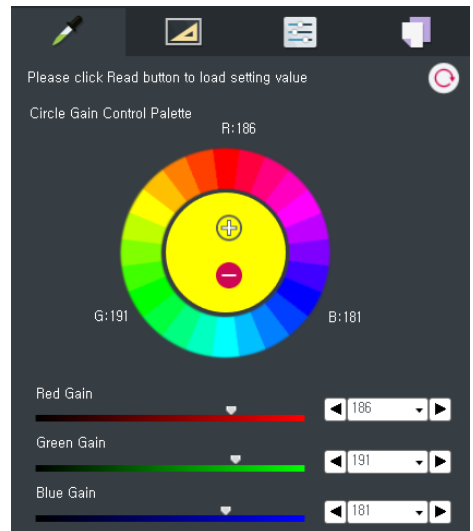 Please click Read button to load setting value
Circle Gain Control Palette
R:186
G:191
B:181
Red Gain
186
Green Gain
191
Blue Gain
181